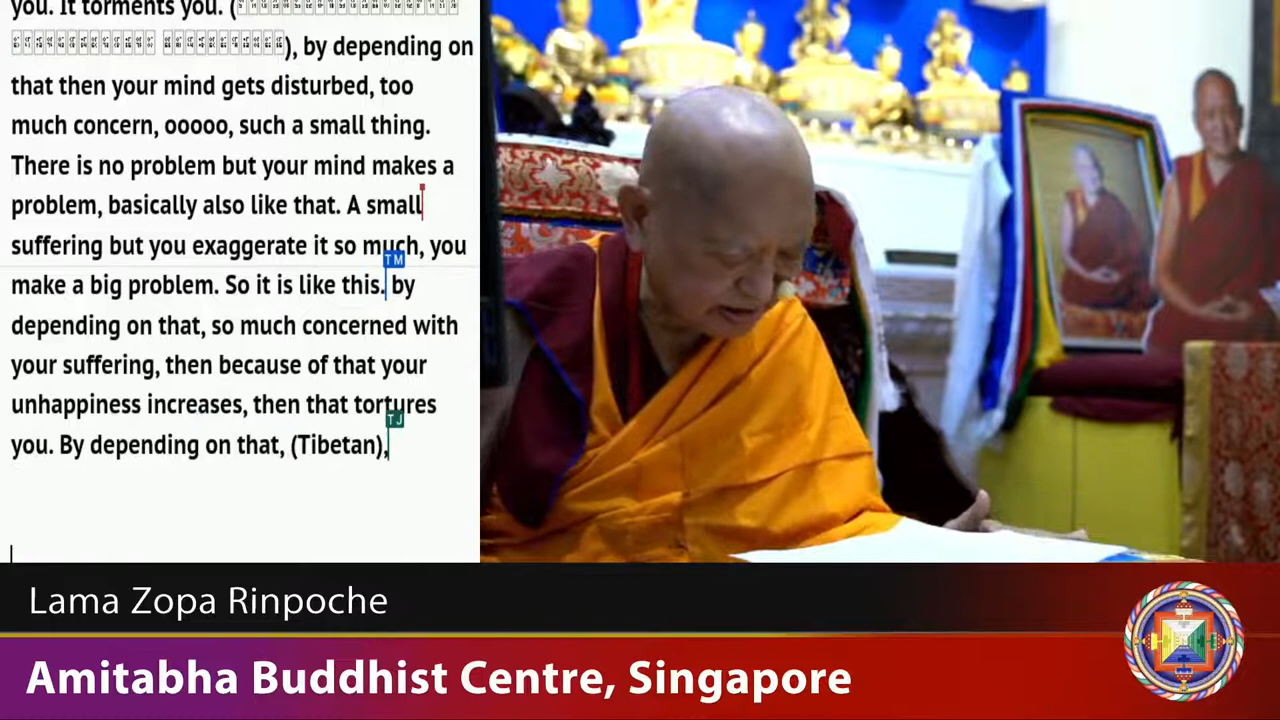 you. It torments you. (
), by depending on
that then your mind gets disturbed, too
much concern, ooooo, such a small thing.
There is no problem but your mind makes a
problem, basically also like that. A small
suffering but you exaggerate it so much, you
TM
make a big problem. So it is like this. by
depending on that, so much concerned with
your suffering, then because of that your
unhappiness increases, then that tortures
TJ
you. By depending on that, (Tibetan),
Lama Zopa Rinpoche
Amitabha Buddhist Centre, Singapore